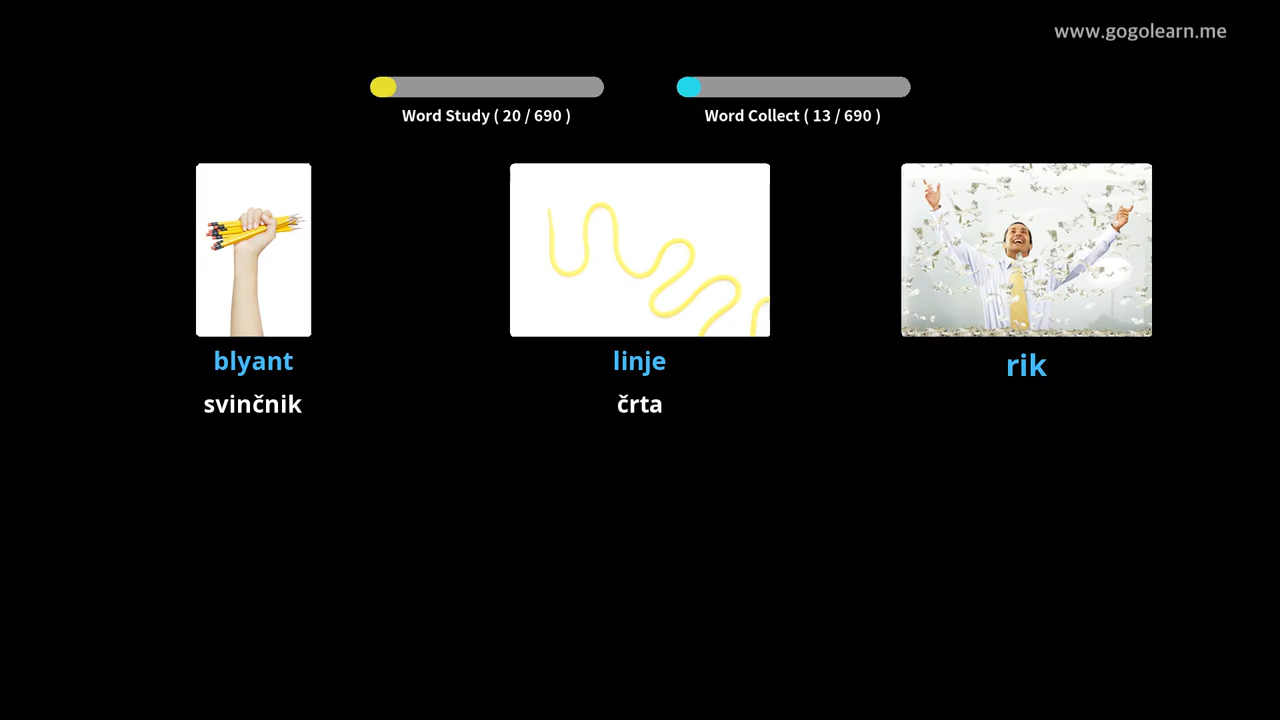 www.gogolearn.me
Word Study ( 20 / 690 )
Word Collect ( 13 / 690 )
blyant
linje
rik
svinčnik
črta